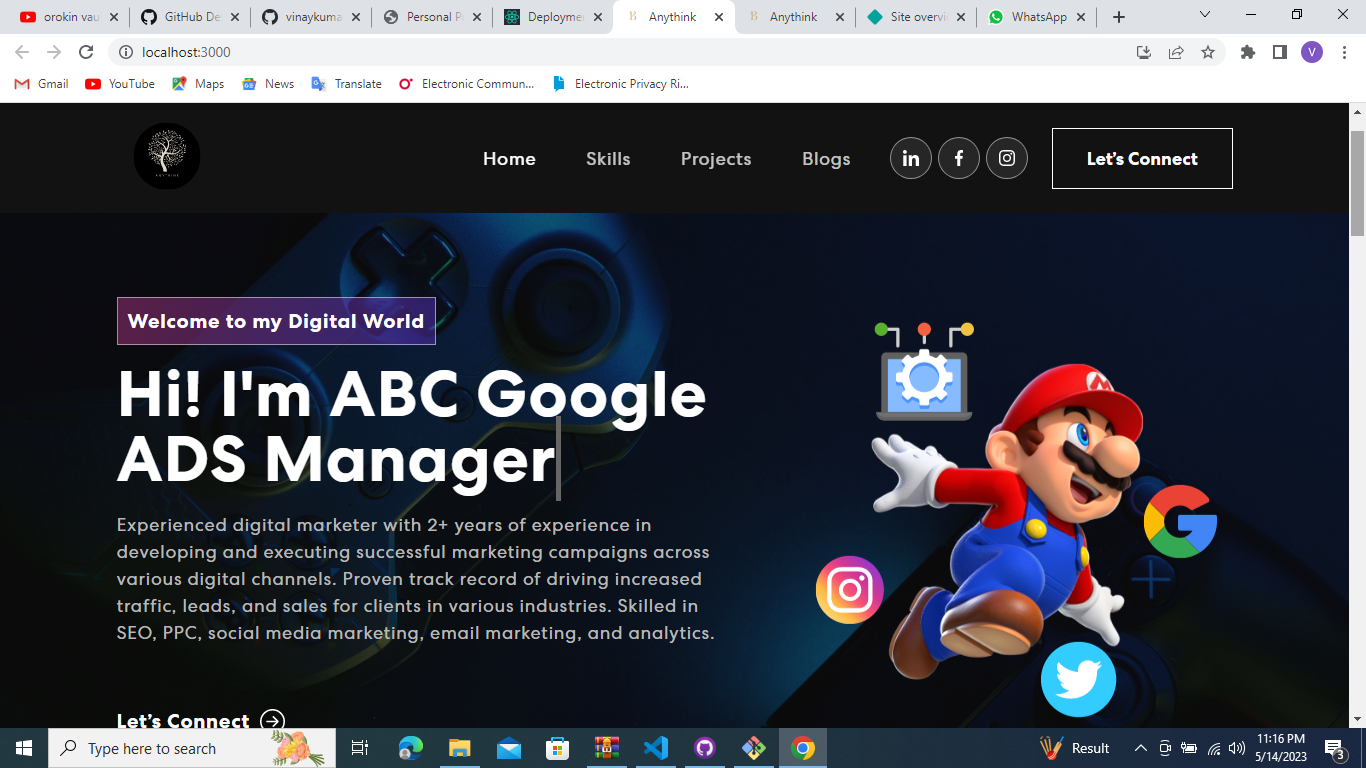 orokin vau
GitHub De
vinaykuma
Personal P
Deploymen
Anythink
Anythink
Site overvi
WhatsApp
localhost:3000
V
Gmail
YouTube
Maps
News
Translate
Electronic Commun...
Electronic Privacy Ri...
Home
Skills
Projects
Blogs
Let's Connect
Welcome to my Digital World
Hi! I'm ABC Google
ADS Manager
Experienced digital marketer with 2+ years of experience in
developing and executing successful marketing campaigns across
various digital channels. Proven track record of driving increased
traffic, leads, and sales for clients in various industries. Skilled in
SEO, PPC, social media marketing, email marketing, and analytics.
Let's Connect
Type here to search
Result
11:16 PM
5/14/2023
3